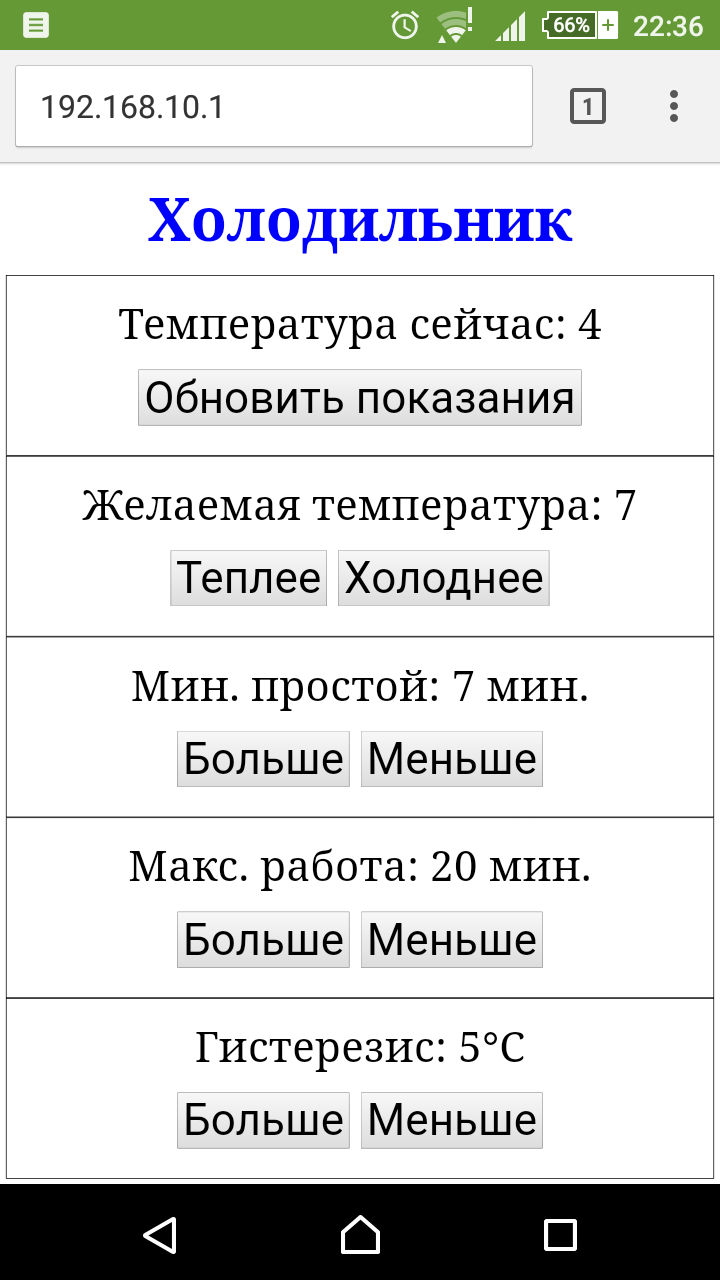 66% 22:36
192.168.10.1
1
Холодильник
Температура сейчас: 4
Обновить показания
Желаемая температура: 7
Теплее Холоднее
Мин. простой: 7 мин.
Больше Меньше
Макс. работа: 20 мин.
Больше Меньше
Гистерезис: 5°C
Больше Меньше